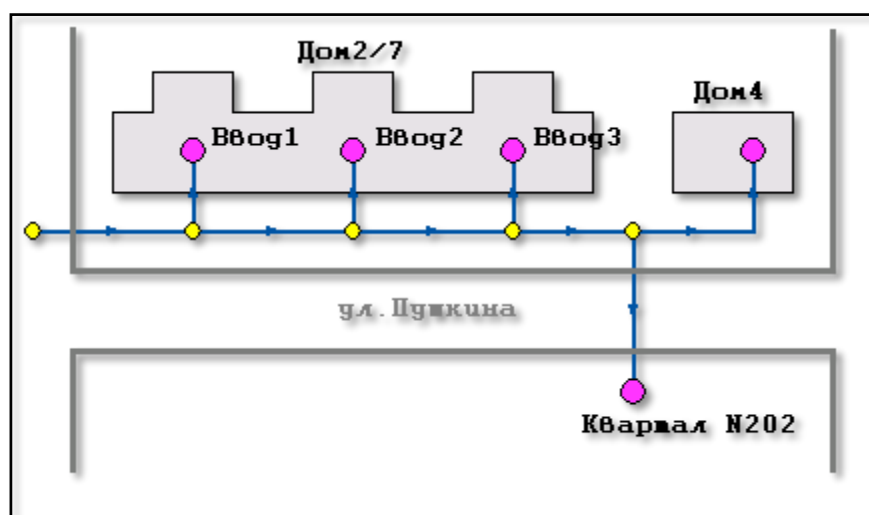 Дом2/7
Дом4
Ввод1
Ввод2
Ввод3
ул.Пушкина
Квартал N202